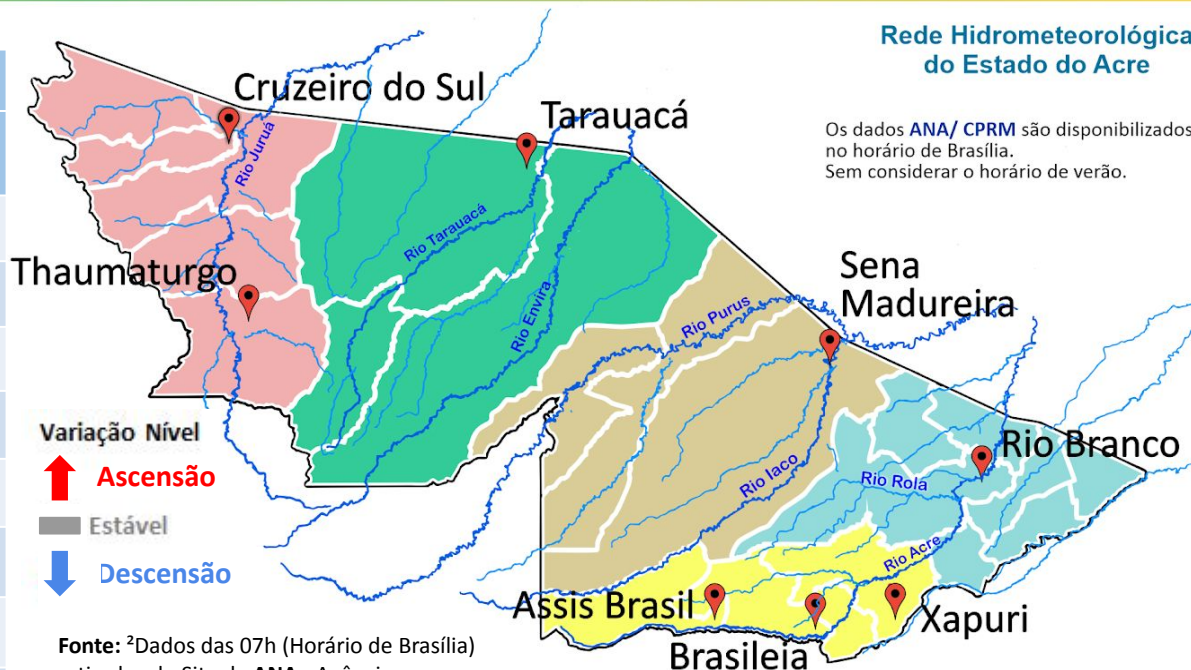 Rede Hidrometeorológica
do Estado do Acre
Os dados ANA/ CPRM são disponibilizados
no horário de Brasília.
Sem considerar o horário de verão.
Cruzeiro do Sul
Tarauacá
Rio Juruá
Rio Tarauacá
Thaumaturgo
Rio Envira
Sena
Madureira
Rio Purus
Variação Nível
Ascensão
Estável
Descensão
Rio Branco
Rio Iaco
Rio Rola
Rio Acre
Assis Brasil
Xapuri
Brasileia
Fonte: ²Dados das 07h (Horário de Brasília)